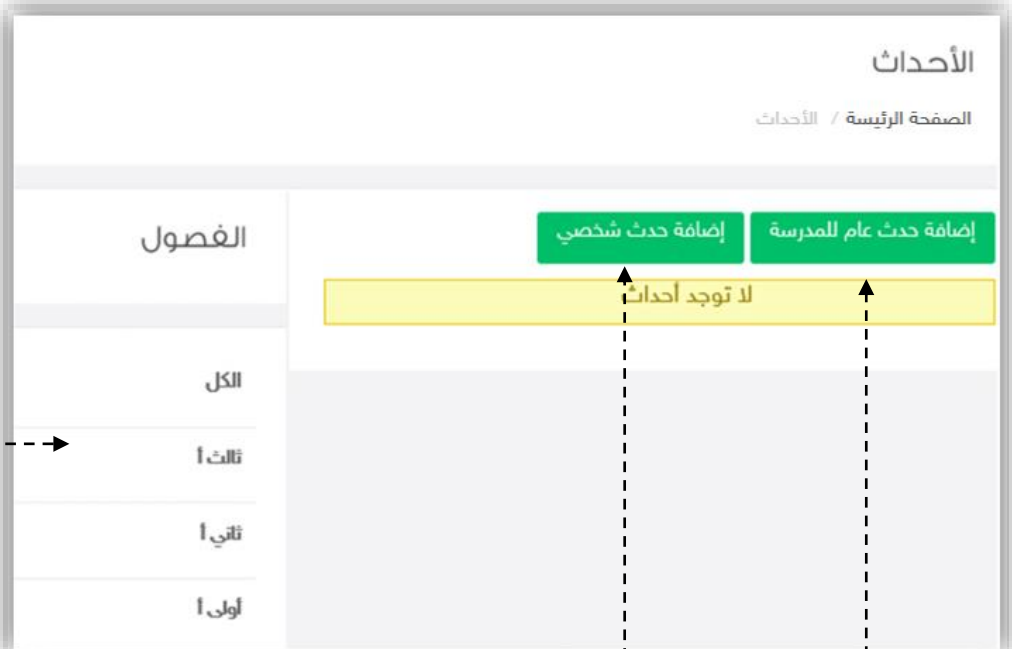 الأحداث
الصفحة الرئيسة / الأحداث
إضافة حدث عام للمدرسة
إضافة حدث شخصي
لا توجد أحداث
الفصول
الكل
ثالث أ
ثاني أ
أولى أ